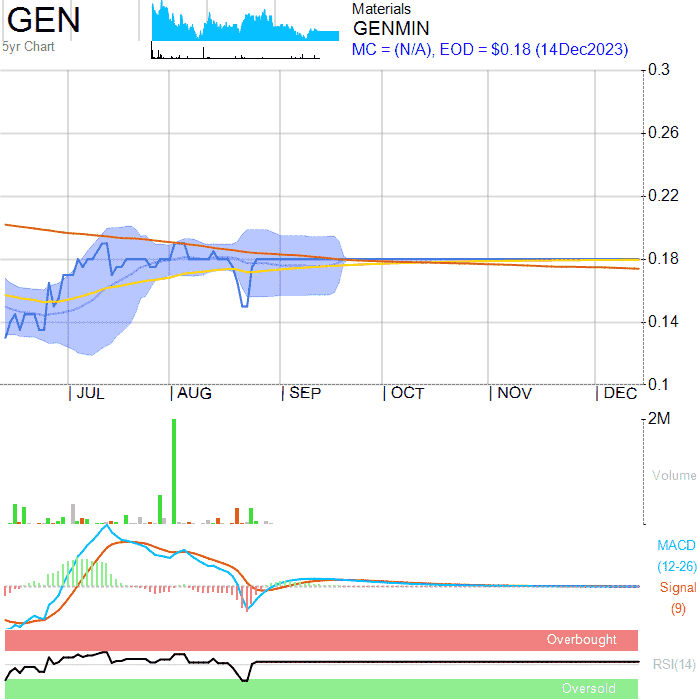 GEN
5yr Chart
Materials
GENMIN
MC = (N/A), EOD = $0.18 (14Dec2023)
0.3
0.26
0.22
0.18
0.14
0.1
JUL AUG SEP OCT NOV DEC
2M
Volume
MACD
(12-26)
Signal
(9)
Overbought
RSI(14)
Oversold